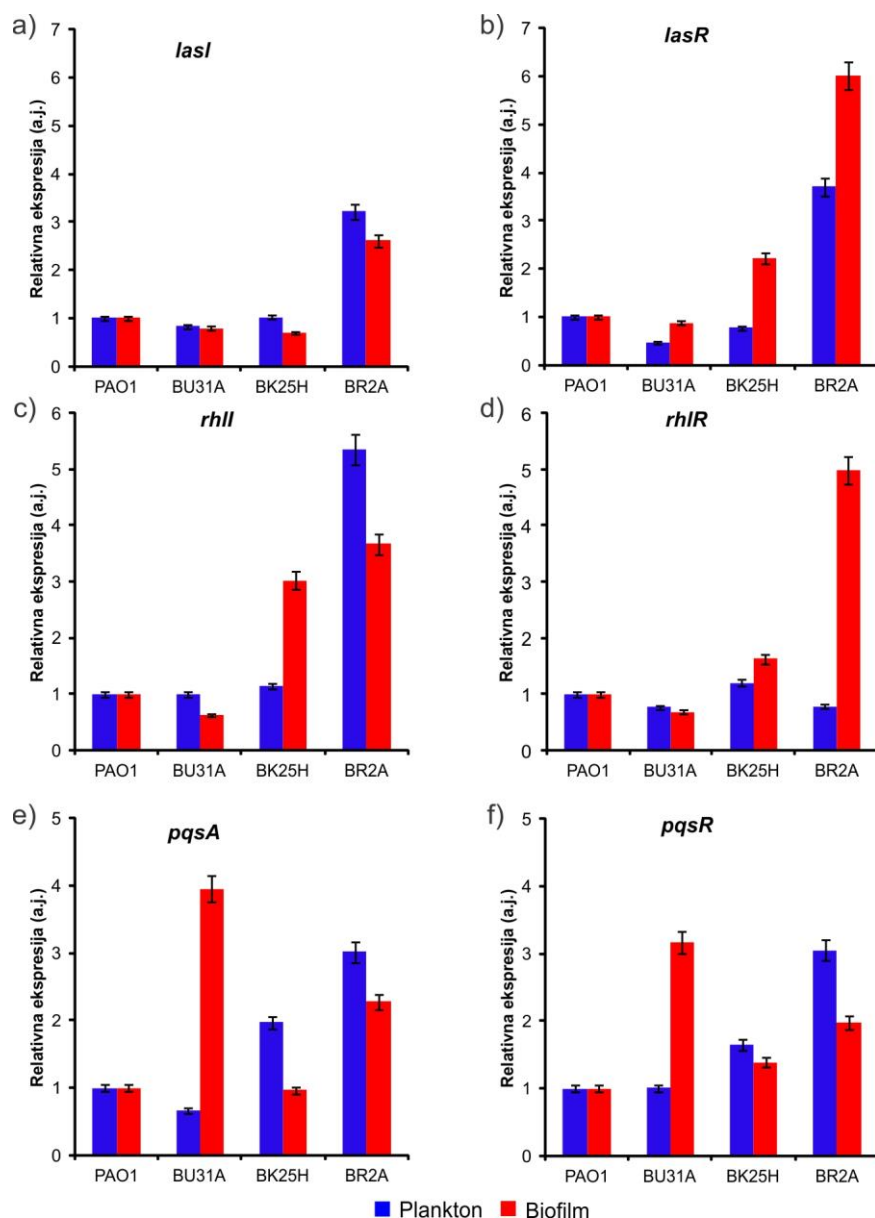 a)
lasI
Relativna ekspresija (a.j.)
7
6
5
4
3
2
1
0
PAO1 BU31A BK25H BR2A
b)
lasR
Relativna ekspresija (a.j.)
7
6
5
4
3
2
1
0
PAO1 BU31A BK25H BR2A
c)
rhlI
Relativna ekspresija (a.j.)
6
5
4
3
2
1
0
PAO1 BU31A BK25H BR2A
d)
rhlR
Relativna ekspresija (a.j.)
6
5
4
3
2
1
0
PAO1 BU31A BK25H BR2A
e)
pqsA
Relativna ekspresija (a.j.)
5
4
3
2
1
0
PAO1 BU31A BK25H BR2A
f)
pqsR
Relativna ekspresija (a.j.)
5
4
3
2
1
0
PAO1 BU31A BK25H BR2A
Plankton Biofilm